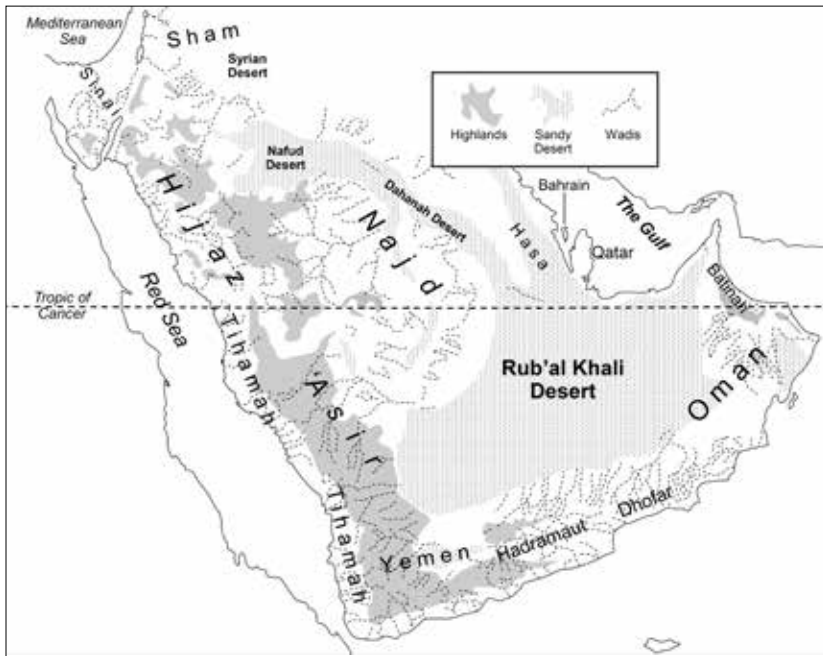 Mediterranean
Sea
Sham
Syrian
Desert
Sinai
Highlands
Sandy
Desert
Wadis
Nafud
Desert
Dahanah Desert
Bahrain
The Gulf
Hijaz
Najd
Hasa
Qatar
Batinah
Red Sea
Tropic of
Cancer
Tihamah
Rub'al Khali
Desert
Oman
'Asir
Tihamah
Yemen
Hadramaut
Dhofar